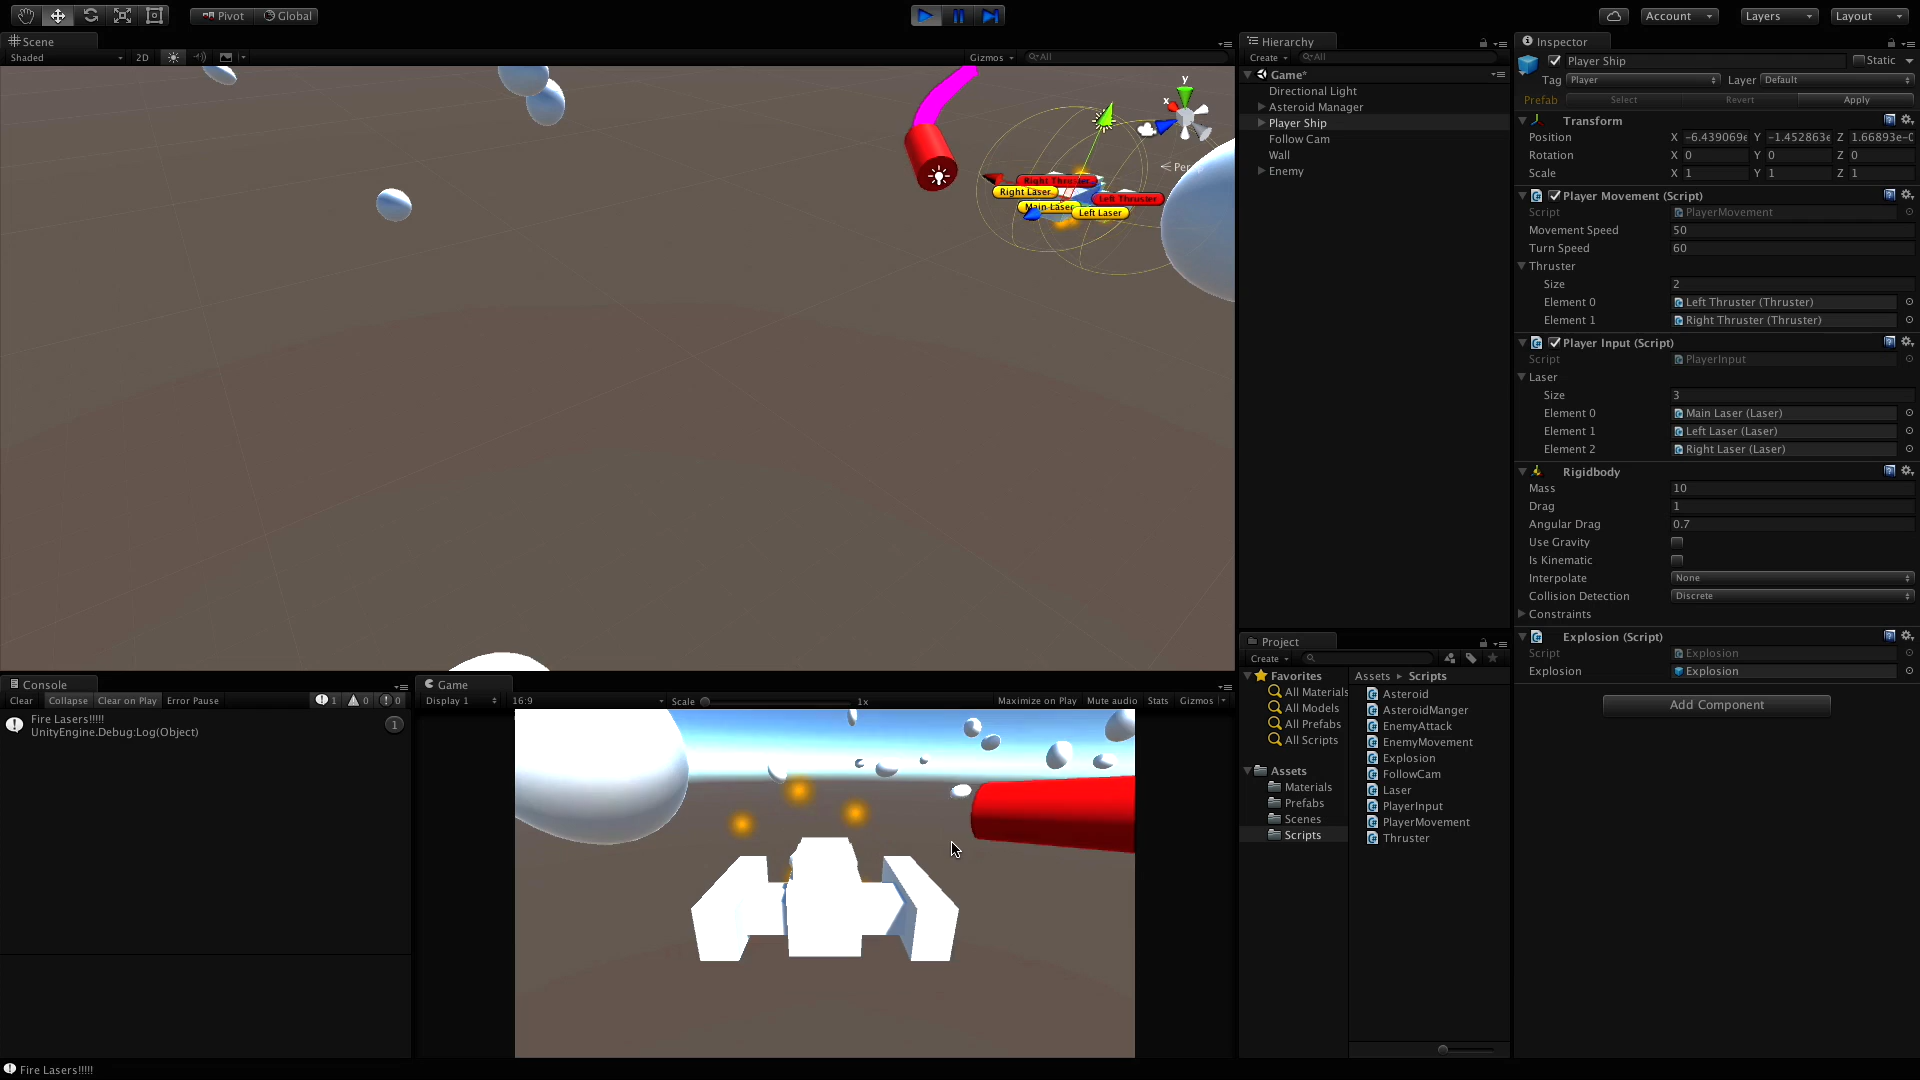 Pivot
Global
Account
Layers
Layout
Scene
Shaded
2D
Gizmos
All
y
x
Right Thruster
Right Laser
Left Thruster
Main Laser
Left Laser
Hierarchy
Create
All
Game*
Directional Light
Asteroid Manager
Player Ship
Follow Cam
Wall
Enemy
Inspector
Player Ship
Static
Tag Player Layer Default
Prefab Select Revert Apply
Transform
Position X -6.439069e Y -1.452863e Z 1.66893e-0
Rotation X 0 Y 0 Z 0
Scale X 1 Y 1 Z 1
Player Movement (Script)
Script PlayerMovement
Movement Speed 50
Turn Speed 60
Thruster
Size 2
Element 0 Left Thruster (Thruster)
Element 1 Right Thruster (Thruster)
Player Input (Script)
Script PlayerInput
Laser
Size 3
Element 0 Main Laser (Laser)
Element 1 Left Laser (Laser)
Element 2 Right Laser (Laser)
Rigidbody
Mass 10
Drag 1
Angular Drag 0.7
Use Gravity
Is Kinematic
Interpolate None
Collision Detection Discrete
Constraints
Explosion (Script)
Script Explosion
Explosion Explosion
Add Component
Console
Clear Collapse Clear on Play Error Pause 1 0 0
Fire Lasers!!!!!
UnityEngine.Debug:Log(Object)
1
Game
Display 1 16:9 Scale 1x Maximize on Play Mute audio Stats Gizmos
Project
Create
Favorites
All Materials
All Models
All Prefabs
All Scripts
Assets
Materials
Prefabs
Scenes
Scripts
Assets Scripts
Asteroid
AsteroidManger
EnemyAttack
EnemyMovement
Explosion
FollowCam
Laser
PlayerInput
PlayerMovement
Thruster
Fire Lasers!!!!!